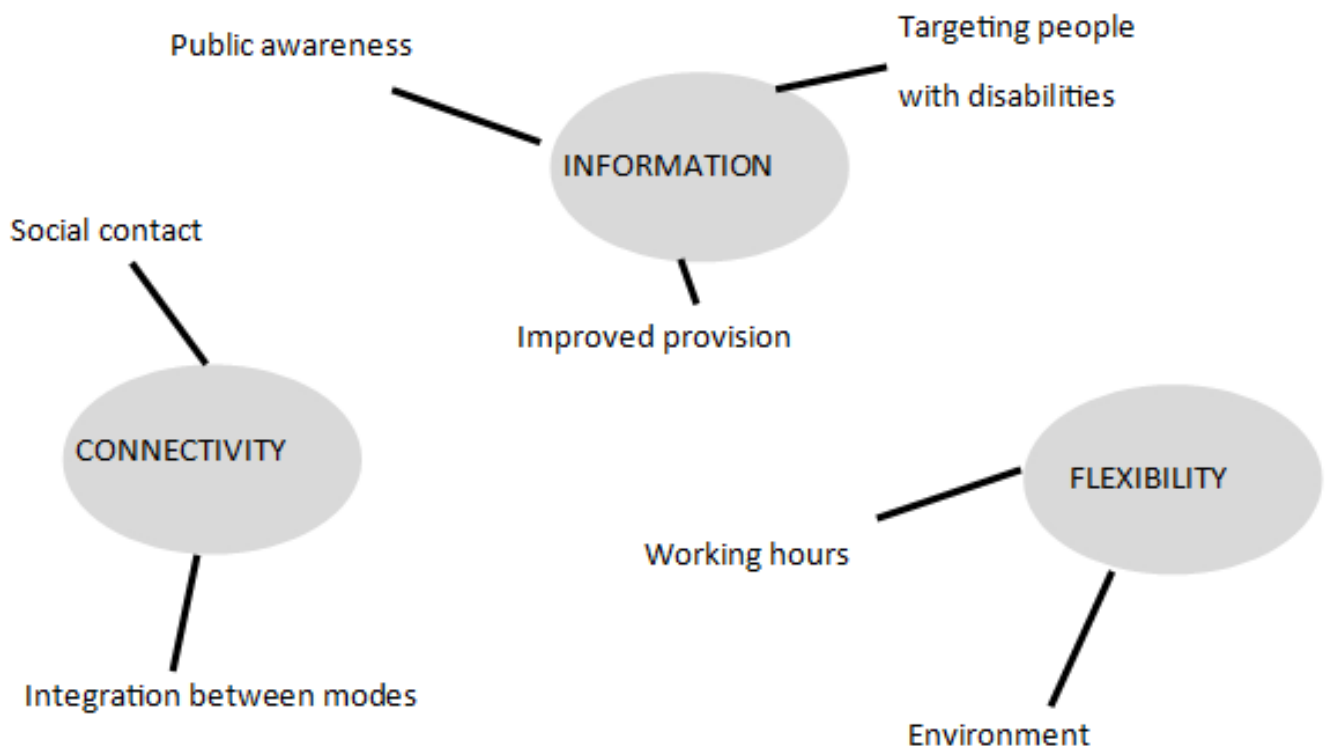 Public awareness
Targeting people
with disabilities
INFORMATION
Social contact
Improved provision
CONNECTIVITY
FLEXIBILITY
Working hours
Integration between modes
Environment